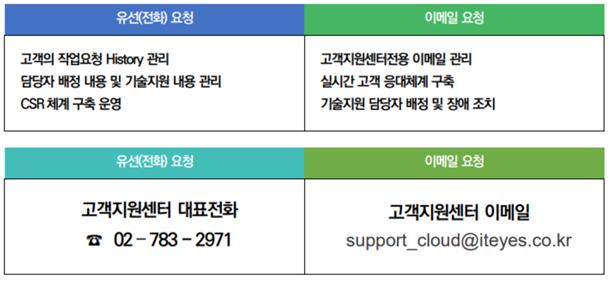 유선(전화) 요청
이메일 요청
고객의 작업요청 History 관리
담당자 배정 내용 및 기술지원 내용 관리
CSR 체계 구축 운영
고객지원센터전용 이메일 관리
실시간 고객 응대체계 구축
기술지원 담당자 배정 및 장애 조치
유선(전화) 요청
이메일 요청
고객지원센터 대표전화
☎ 02 – 783 – 2971
고객지원센터 이메일
support_cloud@iteyes.co.kr